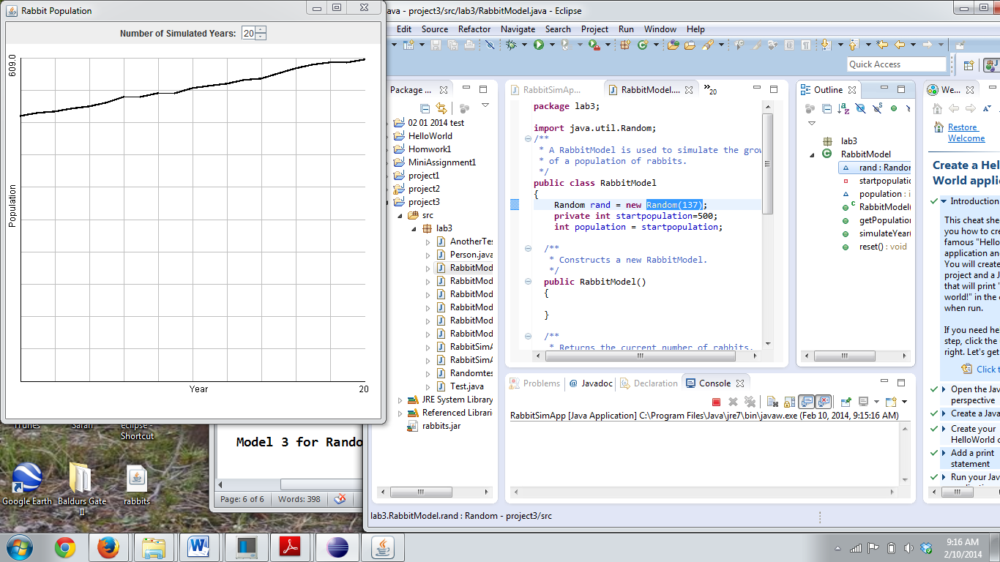 Rabbit Population
Number of Simulated Years: 20
609.0
Population
Year
20
ava - project3/src/lab3/RabbitModel.java - Eclipse
Edit Source Refactor Navigate Search Project Run Window Help
Quick Access
Package ...
02 01 2014 test
HelloWorld
Homwork1
MiniAssignment1
project1
project2
project3
src
lab3
AnotherTes
Person.java
RabbitMod
RabbitMod
RabbitMod
RabbitMod
RabbitMod
RabbitMod
RabbitSimA
RabbitSimA
Randomtes
Test.java
JRE System Library
Referenced Librari
rabbits.jar
RabbitSimAp...
RabbitModel....
»20
package lab3;
import java.util.Random;
/**
* A RabbitModel is used to simulate the grow
* of a population of rabbits.
*/
public class RabbitModel
{
Random rand = new Random(137);
private int startpopulation=500;
int population = startpopulation;
/**
* Constructs a new RabbitModel.
*/
public RabbitModel()
{
}
/**
* Returns the current number of rabbits.
Outline
lab3
RabbitModel
rand : Random
startpopulatio
population : i
RabbitModel(
getPopulation
simulateYear(
reset() : void
We...
Restore
Welcome
Create a Hel
World applic
Introduction
This cheat shee
you how to cre
famous "Hello
application and
You will create
project and a J
that will print "
world!" in the c
when run.
If you need he
step, click the
right. Let's get
Click t
Open the Jav
perspective
Create a Java
Create your
HelloWorld c
Add a print
statement
Run your Jav
Problems
@ Javadoc
Declaration
Console
RabbitSimApp [Java Application] C:\Program Files\Java\jre7\bin\javaw.exe (Feb 10, 2014, 9:15:16 AM)
lab3.RabbitModel.rand : Random - project3/src
iTunes
Safari
eclipse -
Shortcut
Model 3 for Rando
Page: 6 of 6
Words: 398
Google Earth
Baldurs Gate
II
rabbits
9:16 AM
2/10/2014